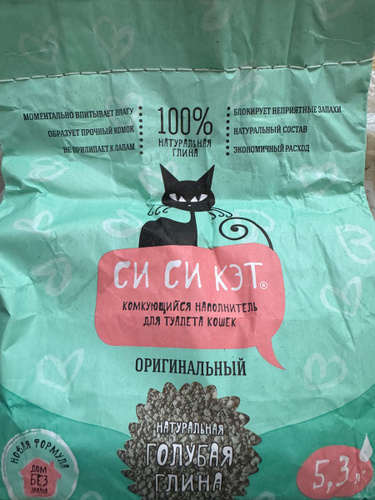 МОМЕНТАЛЬНО ВПИТЫВАЕТ ВЛАГУ
ОБРАЗУЕТ ПРОЧНЫЙ КОМОК
НЕ ПРИЛИПАЕТ К ЛАПАМ
100%
НАТУРАЛЬНАЯ
ГЛИНА
БЛОКИРУЕТ НЕПРИЯТНЫЕ ЗАПАХИ
НАТУРАЛЬНЫЙ СОСТАВ
ЭКОНОМИЧНЫЙ РАСХОД
СИ СИ КЭТ®
КОМКУЮЩИЙСЯ НАПОЛНИТЕЛЬ
ДЛЯ ТУАЛЕТА КОШЕК
ОРИГИНАЛЬНЫЙ
НАТУРАЛЬНАЯ
ГОЛУБАЯ
ГЛИНА
НОВАЯ ФОРМУЛА
ДОМ
БЕЗ
ЗАПАХА
5,3 л